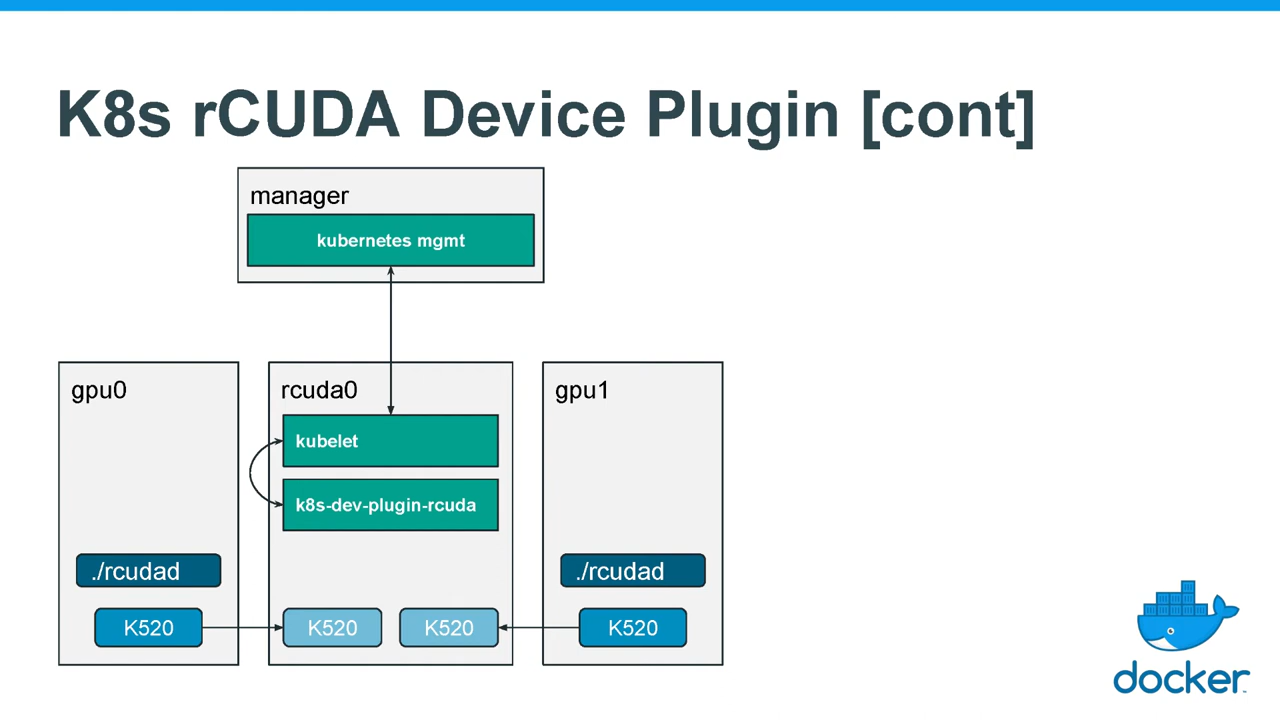 K8s rCUDA Device Plugin [cont]
manager
kubernetes mgmt
gpu0
rcuda0
gpu1
kubelet
k8s-dev-plugin-rcuda
./rcudad
./rcudad
K520
K520
K520
K520
docker